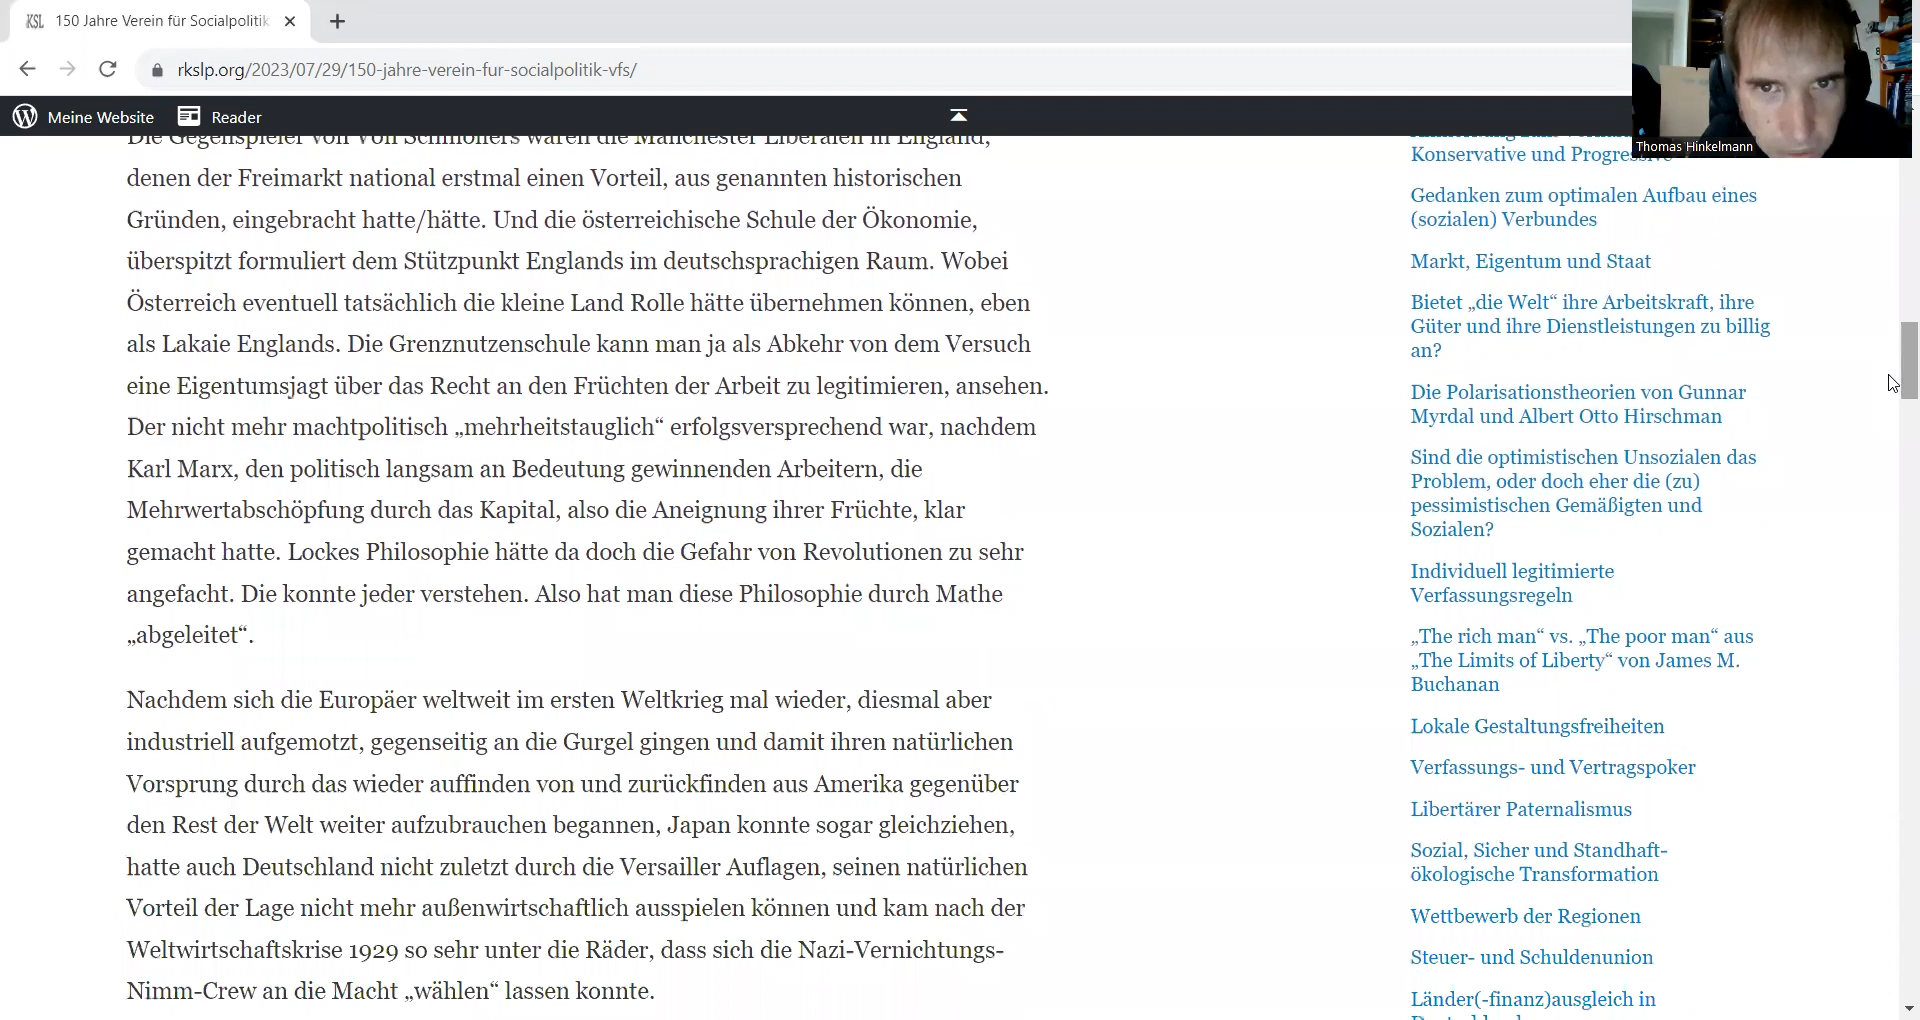 150 Jahre Verein für Socialpolitik
rkslp.org/2023/07/29/150-jahre-verein-fur-socialpolitik-vfs/
Meine Website
Reader
Thomas Hinkelmann
Die Gegenspieler von von Schmollers waren die Manchester Liberalen in England,
denen der Freimarkt national erstmal einen Vorteil, aus genannten historischen
Gründen, eingebracht hatte/hätte. Und die österreichische Schule der Ökonomie,
überspitzt formuliert dem Stützpunkt Englands im deutschsprachigen Raum. Wobei
Österreich eventuell tatsächlich die kleine Land Rolle hätte übernehmen können, eben
als Lakaie Englands. Die Grenznutzenschule kann man ja als Abkehr von dem Versuch
eine Eigentumsjagt über das Recht an den Früchten der Arbeit zu legitimieren, ansehen.
Der nicht mehr machtpolitisch „mehrheitstauglich“ erfolgsversprechend war, nachdem
Karl Marx, den politisch langsam an Bedeutung gewinnenden Arbeitern, die
Mehrwertabschöpfung durch das Kapital, also die Aneignung ihrer Früchte, klar
gemacht hatte. Lockes Philosophie hätte da doch die Gefahr von Revolutionen zu sehr
angefacht. Die konnte jeder verstehen. Also hat man diese Philosophie durch Mathe
„abgeleitet“.
Nachdem sich die Europäer weltweit im ersten Weltkrieg mal wieder, diesmal aber
industriell aufgemotzt, gegenseitig an die Gurgel gingen und damit ihren natürlichen
Vorsprung durch das wieder auffinden von und zurückfinden aus Amerika gegenüber
den Rest der Welt weiter aufzubrauchen begannen, Japan konnte sogar gleichziehen,
hatte auch Deutschland nicht zuletzt durch die Versailler Auflagen, seinen natürlichen
Vorteil der Lage nicht mehr außenwirtschaftlich ausspielen können und kam nach der
Weltwirtschaftskrise 1929 so sehr unter die Räder, dass sich die Nazi-Vernichtungs-
Nimm-Crew an die Macht „wählen“ lassen konnte.
Konservative und Progressive
Gedanken zum optimalen Aufbau eines
(sozialen) Verbundes
Markt, Eigentum und Staat
Bietet „die Welt“ ihre Arbeitskraft, ihre
Güter und ihre Dienstleistungen zu billig
an?
Die Polarisationstheorien von Gunnar
Myrdal und Albert Otto Hirschman
Sind die optimistischen Unsozialen das
Problem, oder doch eher die (zu)
pessimistischen Gemäßigten und
Sozialen?
Individuell legitimierte
Verfassungsregeln
„The rich man“ vs. „The poor man“ aus
„The Limits of Liberty“ von James M.
Buchanan
Lokale Gestaltungsfreiheiten
Verfassungs- und Vertragspoker
Libertärer Paternalismus
Sozial, Sicher und Standhaft-
ökologische Transformation
Wettbewerb der Regionen
Steuer- und Schuldenunion
Länder(-finanz)ausgleich in